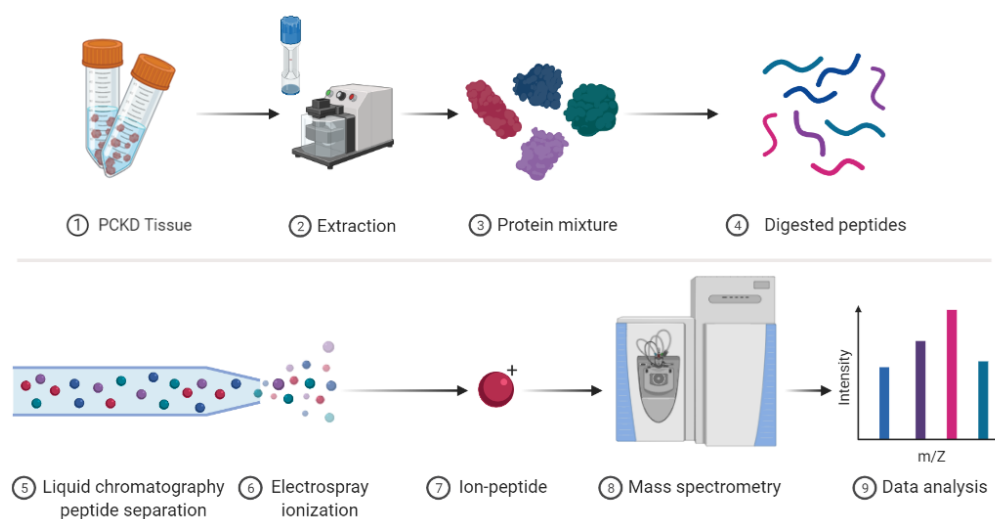 1 PCKD Tissue
2 Extraction
3 Protein mixture
4 Digested peptides
+
Intensity
m/Z
5 Liquid chromatography
peptide separation
6 Electrospray
ionization
7 Ion-peptide
8 Mass spectrometry
9 Data analysis